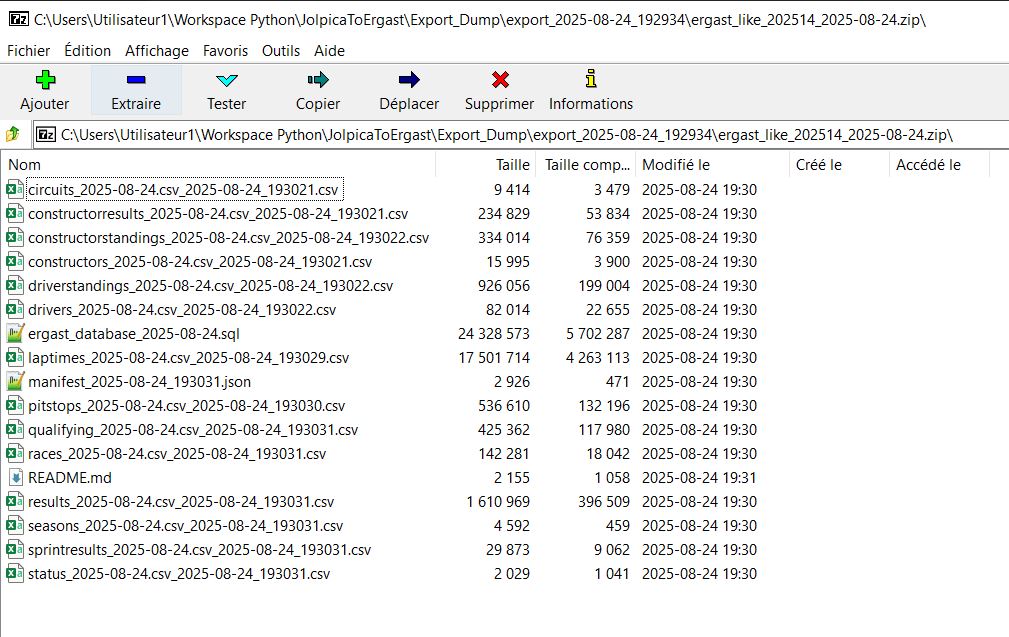 7z C:\Users\Utilisateur1\Workspace Python\JolpicaToErgast\Export_Dump\export_2025-08-24_192934\ergast_like_202514_2025-08-24.zip\
Fichier Édition Affichage Favoris Outils Aide
Ajouter Extraire Tester Copier Déplacer Supprimer Informations
7z C:\Users\Utilisateur1\Workspace Python\JolpicaToErgast\Export_Dump\export_2025-08-24_192934\ergast_like_202514_2025-08-24.zip\
Nom Taille Taille comp... Modifié le Créé le Accédé le
circuits_2025-08-24.csv_2025-08-24_193021.csv 9 414 3 479 2025-08-24 19:30
constructorresults_2025-08-24.csv_2025-08-24_193021.csv 234 829 53 834 2025-08-24 19:30
constructorstandings_2025-08-24.csv_2025-08-24_193022.csv 334 014 76 359 2025-08-24 19:30
constructors_2025-08-24.csv_2025-08-24_193021.csv 15 995 3 900 2025-08-24 19:30
driverstandings_2025-08-24.csv_2025-08-24_193022.csv 926 056 199 004 2025-08-24 19:30
drivers_2025-08-24.csv_2025-08-24_193022.csv 82 014 22 655 2025-08-24 19:30
ergast_database_2025-08-24.sql 24 328 573 5 702 287 2025-08-24 19:30
laptimes_2025-08-24.csv_2025-08-24_193029.csv 17 501 714 4 263 113 2025-08-24 19:30
manifest_2025-08-24_193031.json 2 926 471 2025-08-24 19:30
pitstops_2025-08-24.csv_2025-08-24_193030.csv 536 610 132 196 2025-08-24 19:30
qualifying_2025-08-24.csv_2025-08-24_193031.csv 425 362 117 980 2025-08-24 19:30
races_2025-08-24.csv_2025-08-24_193031.csv 142 281 18 042 2025-08-24 19:30
README.md 2 155 1 058 2025-08-24 19:31
results_2025-08-24.csv_2025-08-24_193031.csv 1 610 969 396 509 2025-08-24 19:30
seasons_2025-08-24.csv_2025-08-24_193031.csv 4 592 459 2025-08-24 19:30
sprintresults_2025-08-24.csv_2025-08-24_193031.csv 29 873 9 062 2025-08-24 19:30
status_2025-08-24.csv_2025-08-24_193031.csv 2 029 1 041 2025-08-24 19:30